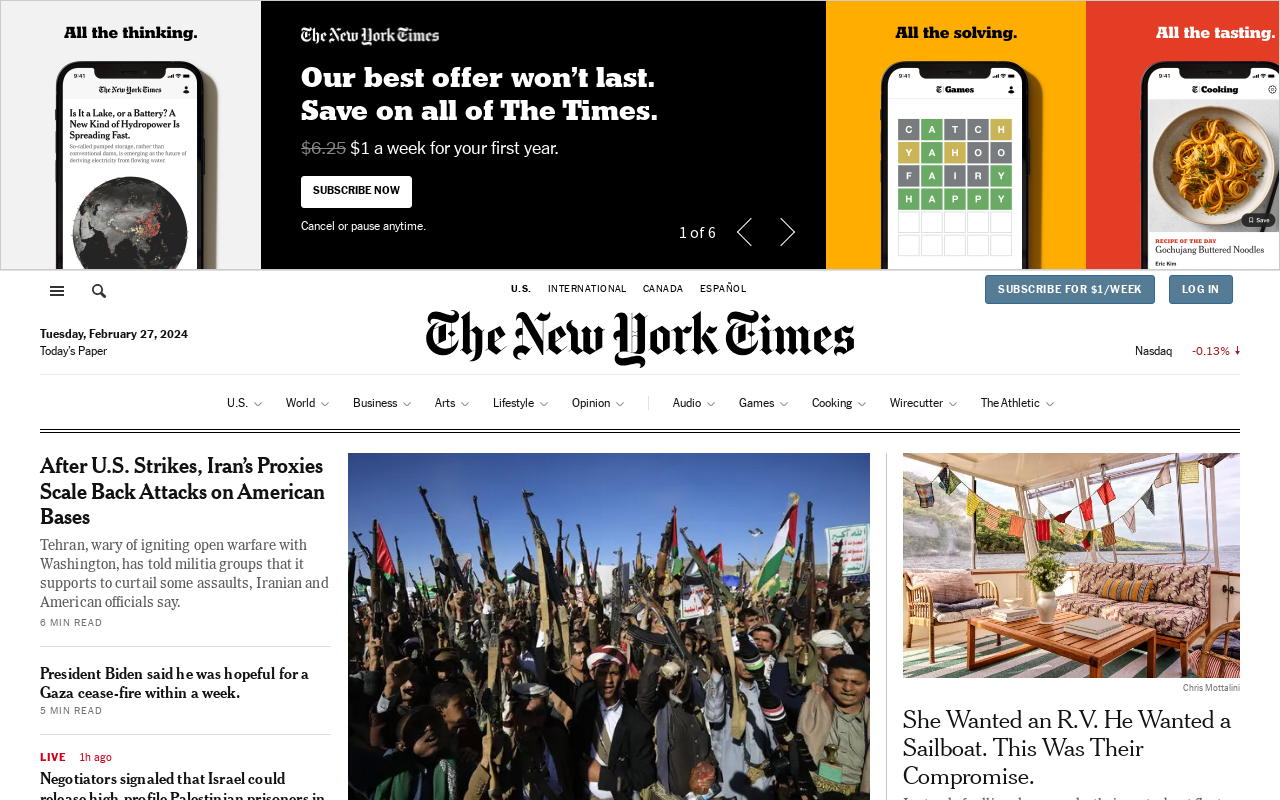 All the thinking.
9:41
The New York Times
Is It a Lake, or a Battery? A
New Kind of Hydropower Is
Spreading Fast.
So-called pumped storage, rather than
conventional dams, is emerging as the future of
deriving electricity from flowing water.
The New York Times
Our best offer won’t last.
Save on all of The Times.
$6.25 $1 a week for your first year.
SUBSCRIBE NOW
Cancel or pause anytime.
1 of 6
All the solving.
9:41
Games
C A T C H
Y A H O O
F A I R Y
H A P P Y
All the tasting.
9:41
Cooking
Save
RECIPE OF THE DAY
Gochujang Buttered Noodles
Eric Kim
U.S. INTERNATIONAL CANADA ESPAÑOL
SUBSCRIBE FOR $1/WEEK
LOG IN
Tuesday, February 27, 2024
Today’s Paper
The New York Times
Nasdaq -0.13%
U.S. World Business Arts Lifestyle Opinion Audio Games Cooking Wirecutter The Athletic
After U.S. Strikes, Iran’s Proxies
Scale Back Attacks on American
Bases
Tehran, wary of igniting open warfare with
Washington, has told militia groups that it
supports to curtail some assaults, Iranian and
American officials say.
6 MIN READ
President Biden said he was hopeful for a
Gaza cease-fire within a week.
5 MIN READ
LIVE 1h ago
Negotiators signaled that Israel could
release high-profile Palestinian prisoners in
Chris Mottalini
She Wanted an R.V. He Wanted a
Sailboat. This Was Their
Compromise.